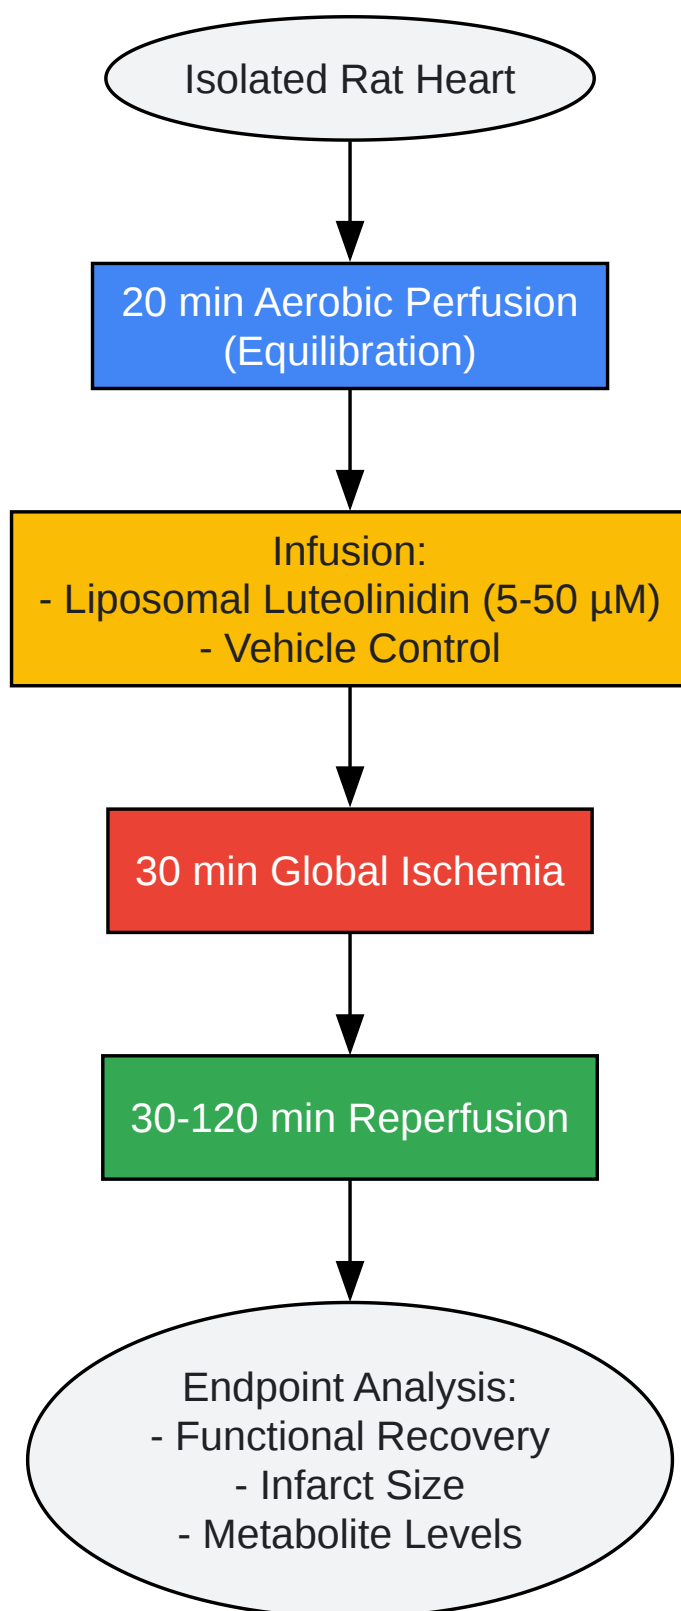 Isolated Rat Heart
20 min Aerobic Perfusion
(Equilibration)
Infusion:
- Liposomal Luteolinidin (5-50 µM)
- Vehicle Control
30 min Global Ischemia
30-120 min Reperfusion
Endpoint Analysis:
- Functional Recovery
- Infarct Size
- Metabolite Levels